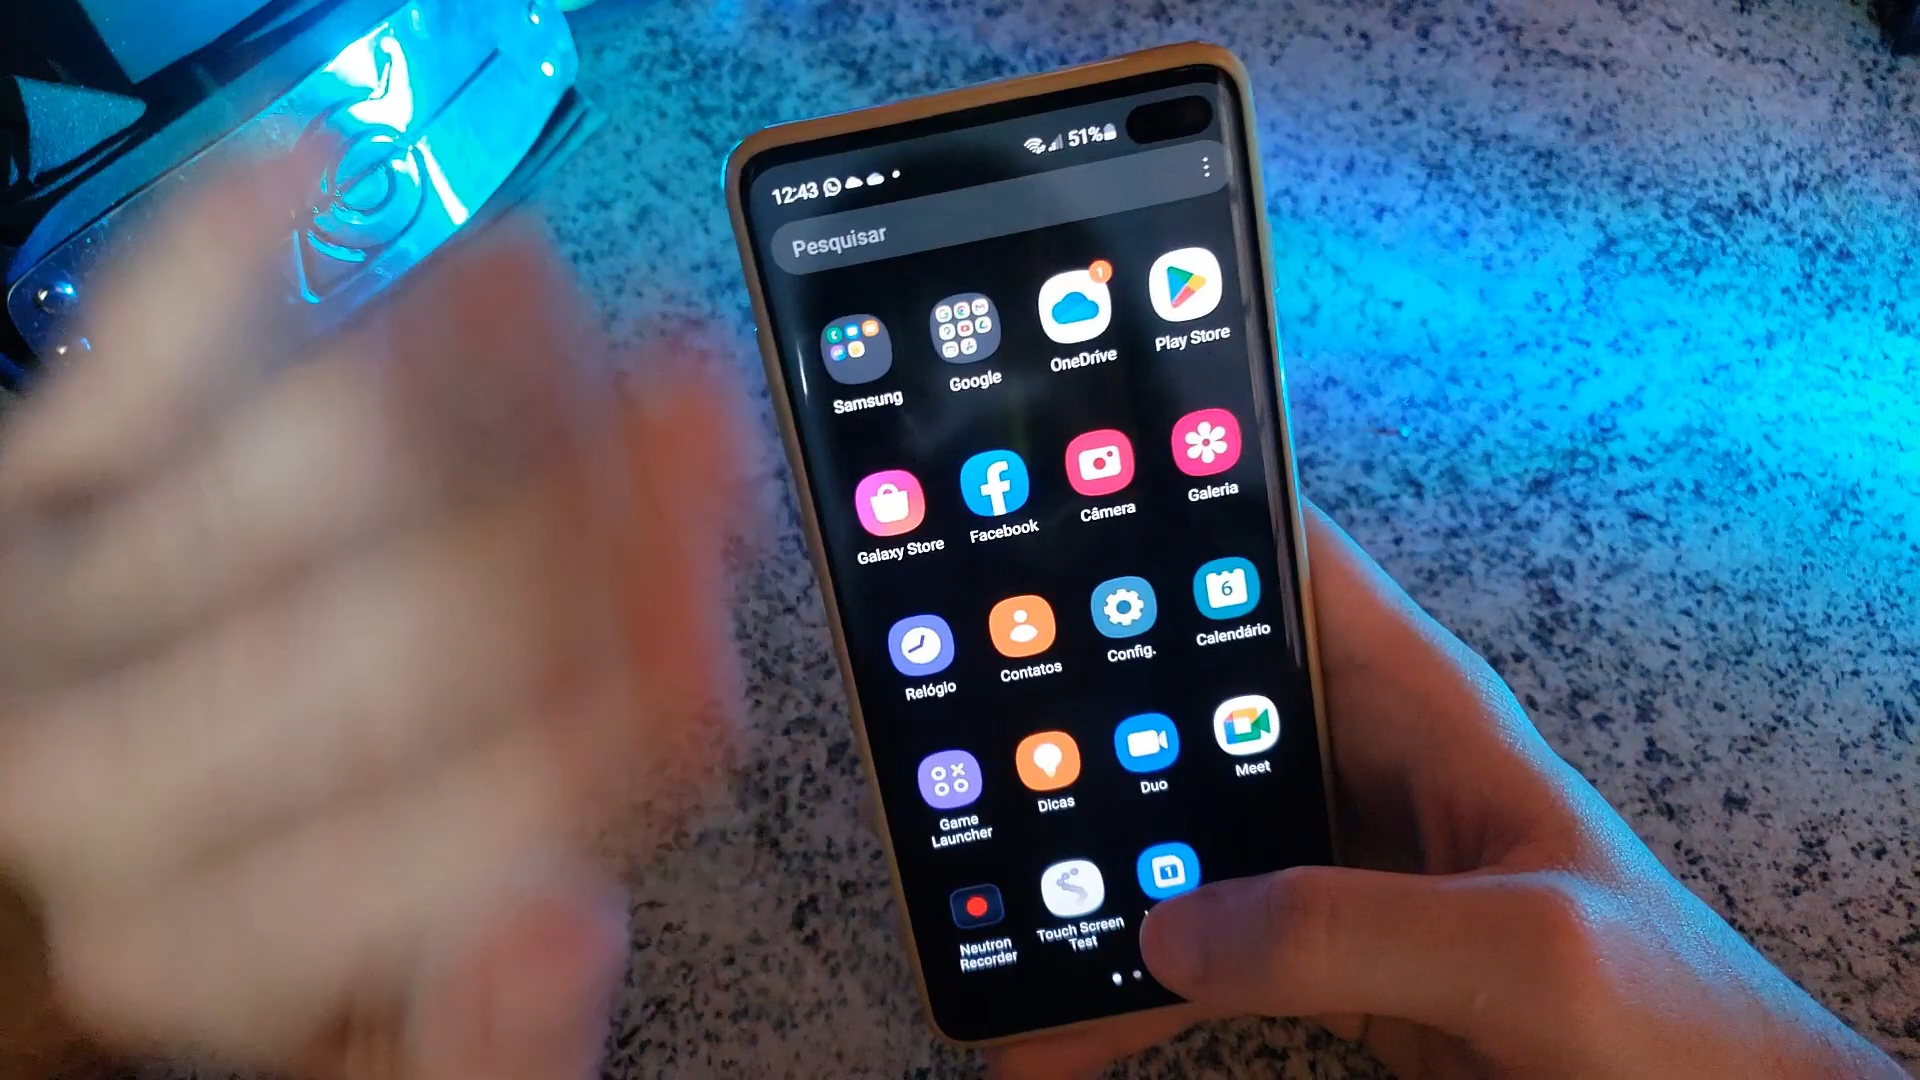 12:43
51%
Pesquisar
Samsung
Google
OneDrive
1
Play Store
Galaxy Store
Facebook
Câmera
Galeria
Relógio
Contatos
Config.
6
Calendário
Game
Launcher
Dicas
Duo
Meet
Neutron
Recorder
Touch Screen
Test
1